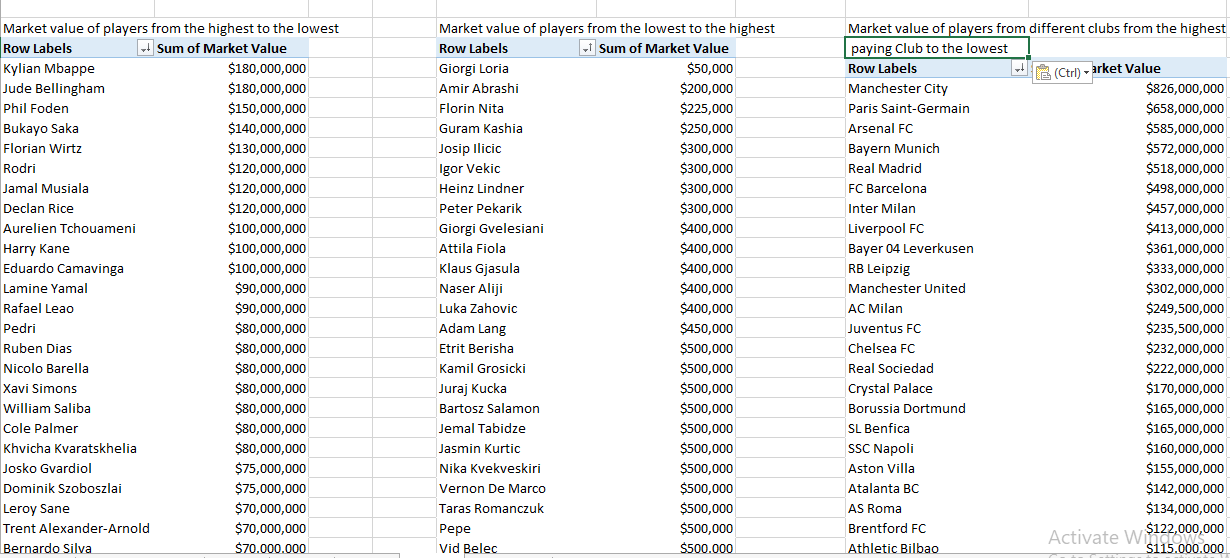 Market value of players from the highest to the lowest
Row Labels Sum of Market Value
Kylian Mbappe $180,000,000
Jude Bellingham $180,000,000
Phil Foden $150,000,000
Bukayo Saka $140,000,000
Florian Wirtz $130,000,000
Rodri $120,000,000
Jamal Musiala $120,000,000
Declan Rice $120,000,000
Aurelien Tchouameni $100,000,000
Harry Kane $100,000,000
Eduardo Camavinga $100,000,000
Lamine Yamal $90,000,000
Rafael Leao $90,000,000
Pedri $80,000,000
Ruben Dias $80,000,000
Nicolo Barella $80,000,000
Xavi Simons $80,000,000
William Saliba $80,000,000
Cole Palmer $80,000,000
Khvicha Kvaratskhelia $80,000,000
Josko Gvardiol $75,000,000
Dominik Szoboszlai $75,000,000
Leroy Sane $70,000,000
Trent Alexander-Arnold $70,000,000
Bernardo Silva $70,000,000
Market value of players from the lowest to the highest
Row Labels Sum of Market Value
Giorgi Loria $50,000
Amir Abrashi $200,000
Florin Nita $225,000
Guram Kashia $250,000
Josip Ilicic $300,000
Igor Vekic $300,000
Heinz Lindner $300,000
Peter Pekarik $300,000
Giorgi Gvelesiani $400,000
Attila Fiola $400,000
Klaus Gjasula $400,000
Naser Aliji $400,000
Luka Zahovic $400,000
Adam Lang $450,000
Etrit Berisha $500,000
Kamil Grosicki $500,000
Juraj Kucka $500,000
Bartosz Salamon $500,000
Jemal Tabidze $500,000
Jasmin Kurtic $500,000
Nika Kvekveskiri $500,000
Vernon De Marco $500,000
Taras Romanczuk $500,000
Pepe $500,000
Vid Belec $500,000
Market value of players from different clubs from the highest
paying Club to the lowest
(Ctrl)
Row Labels arket Value
Manchester City $826,000,000
Paris Saint-Germain $658,000,000
Arsenal FC $585,000,000
Bayern Munich $572,000,000
Real Madrid $518,000,000
FC Barcelona $498,000,000
Inter Milan $457,000,000
Liverpool FC $413,000,000
Bayer 04 Leverkusen $361,000,000
RB Leipzig $333,000,000
Manchester United $302,000,000
AC Milan $249,500,000
Juventus FC $235,500,000
Chelsea FC $232,000,000
Real Sociedad $222,000,000
Crystal Palace $170,000,000
Borussia Dortmund $165,000,000
SL Benfica $165,000,000
SSC Napoli $160,000,000
Aston Villa $155,000,000
Atalanta BC $142,000,000
AS Roma $134,000,000
Brentford FC $122,000,000
Athletic Bilbao $115,000,000
Activate Windows